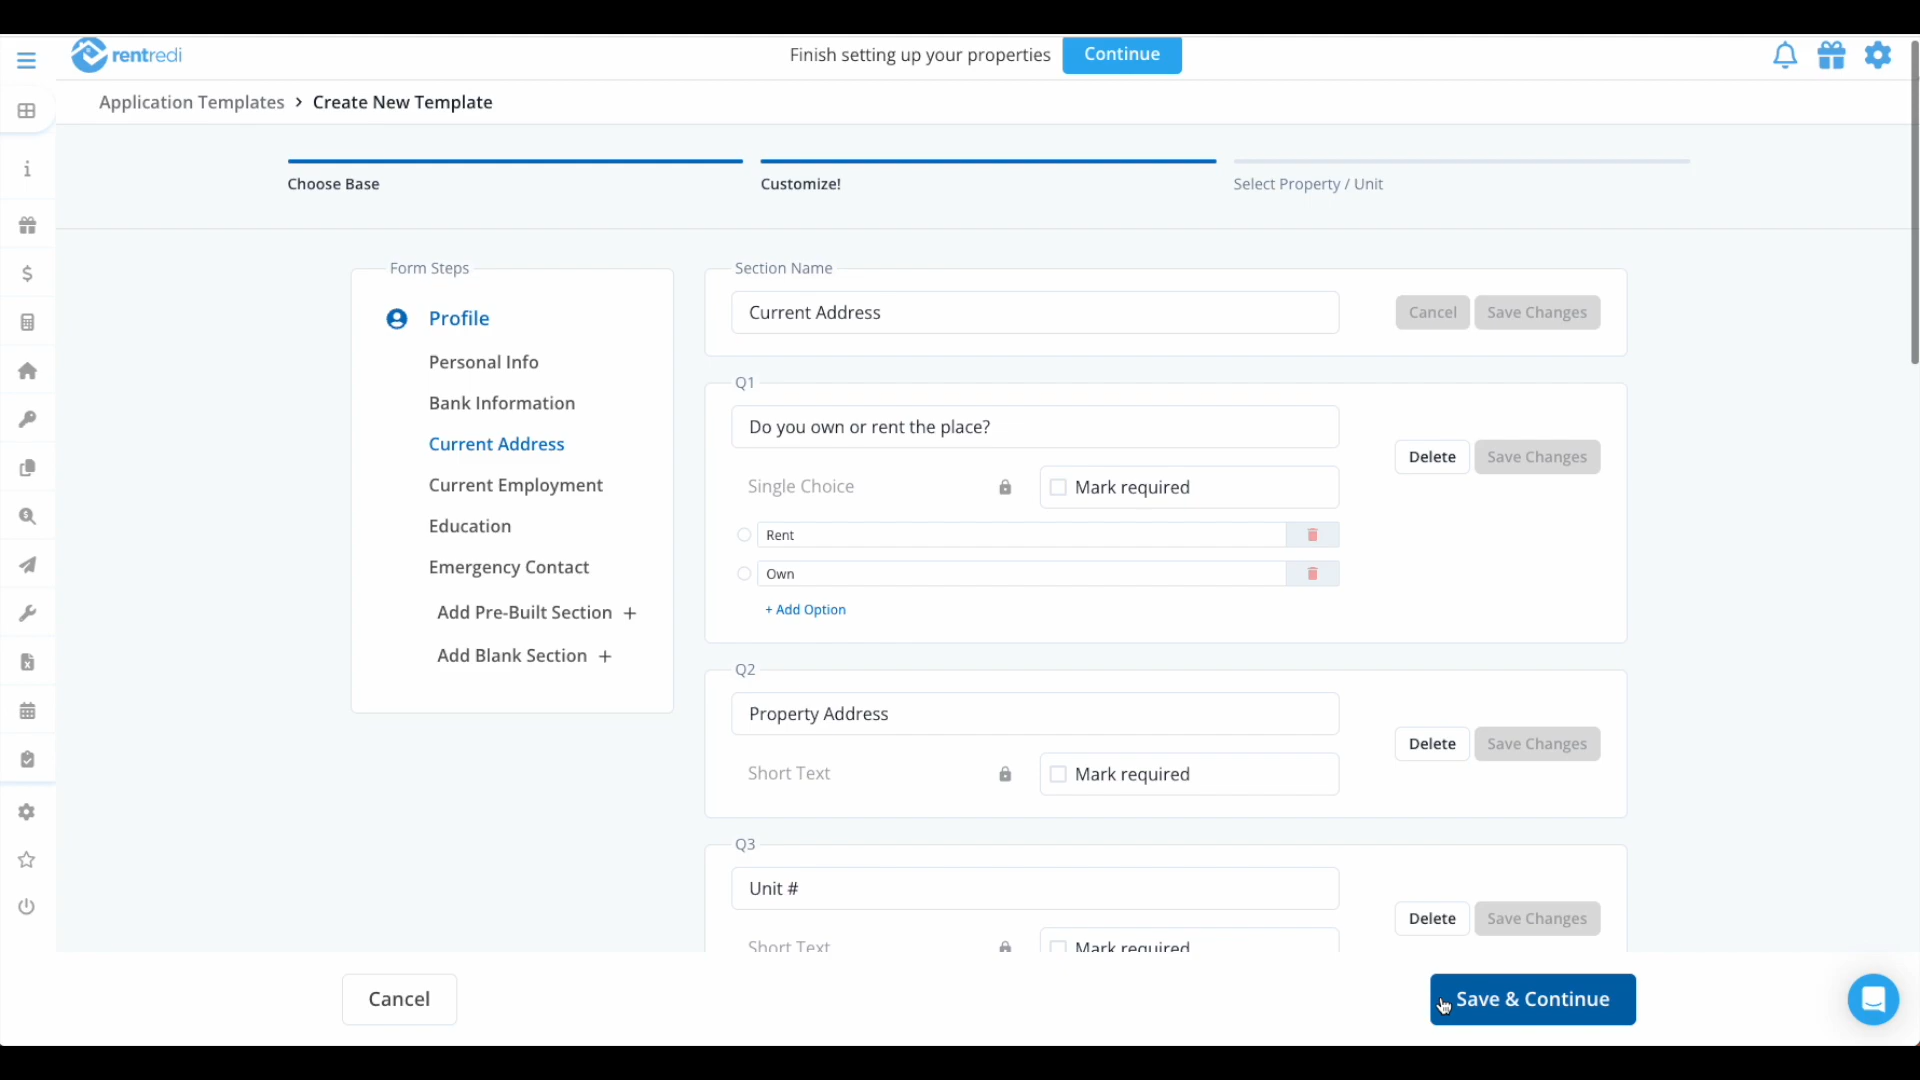 rentredi
Finish setting up your properties
Continue
Application Templates > Create New Template
Choose Base
Customize!
Select Property / Unit
Form Steps
Profile
Personal Info
Bank Information
Current Address
Current Employment
Education
Emergency Contact
Add Pre-Built Section +
Add Blank Section +
Section Name
Current Address
Cancel
Save Changes
Q1
Do you own or rent the place?
Delete
Save Changes
Single Choice
Mark required
Rent
Own
+ Add Option
Q2
Property Address
Delete
Save Changes
Short Text
Mark required
Q3
Unit #
Delete
Save Changes
Short Text
Mark required
Cancel
Save & Continue